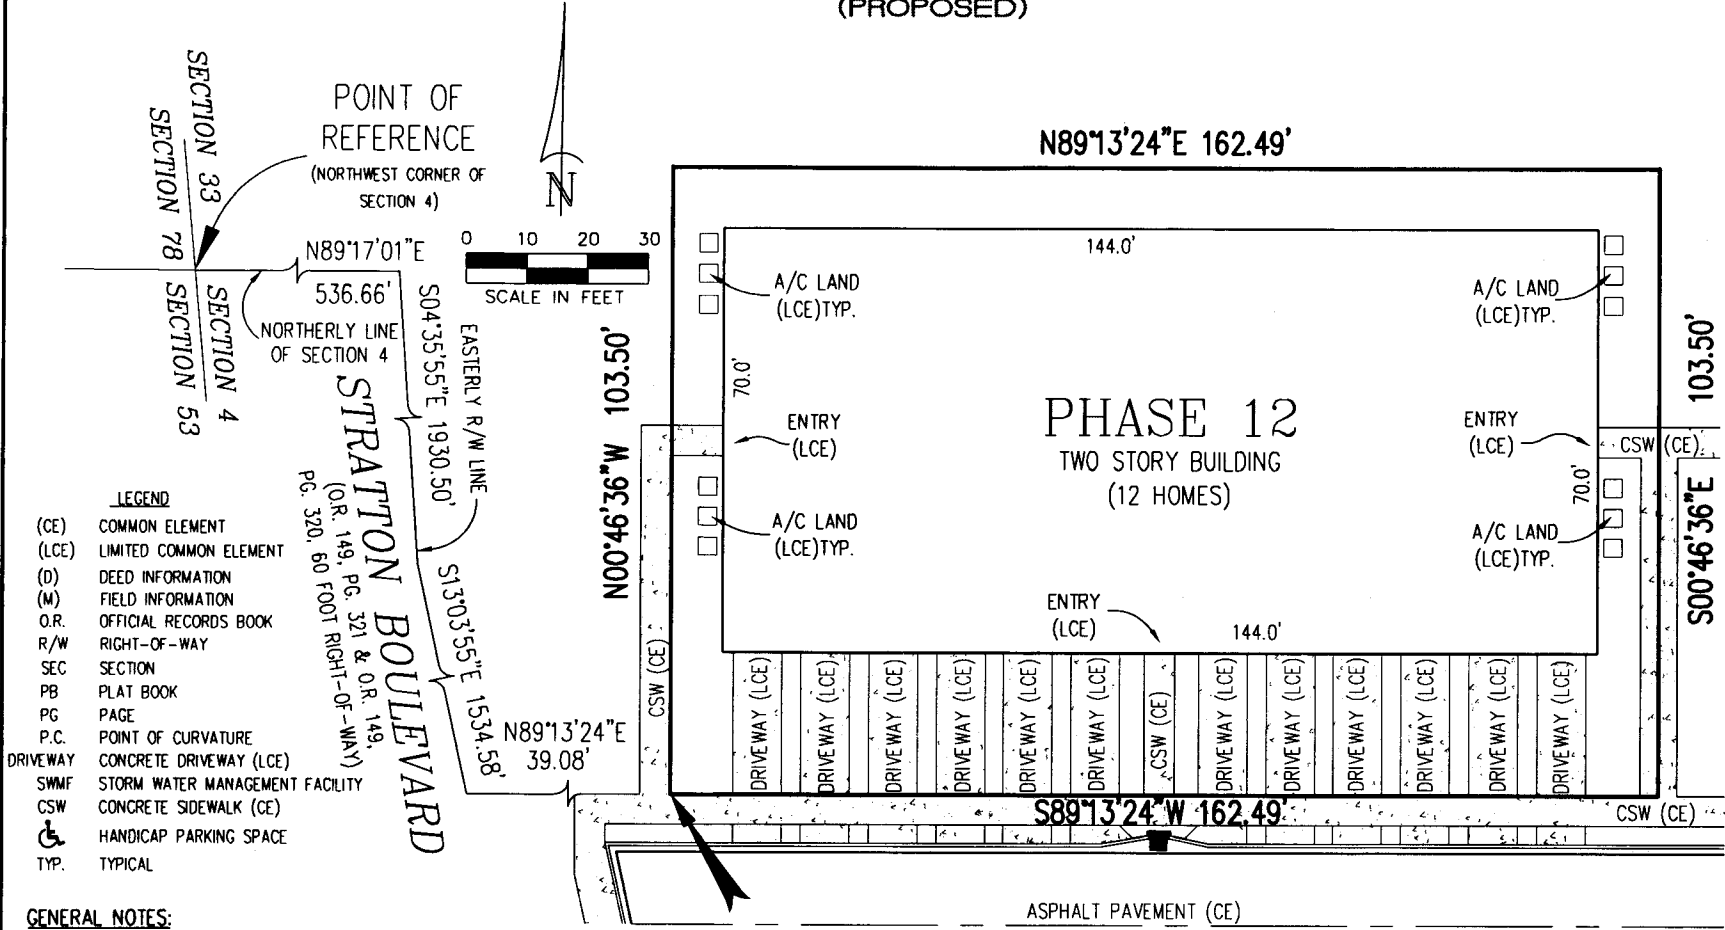 (PROPOSED)
SECTION 33
SECTION 78
SECTION 4
SECTION 53
POINT OF
REFERENCE
(NORTHWEST CORNER OF
SECTION 4)
N
N89°17'01"E
536.66'
NORTHERLY LINE
OF SECTION 4
0 10 20 30
SCALE IN FEET
S04°35'55"E 1930.50'
EASTERLY R/W LINE
STRATTON BOULEVARD
(O.R. 149, PG. 321 & O.R. 149,
PG. 320, 60 FOOT RIGHT-OF-WAY)
S13°03'55"E 1534.58'
N89°13'24"E
39.08'
N89°13'24"E 162.49'
N00°46'36"W 103.50'
S00°46'36"E 103.50'
S89°13'24"W 162.49'
144.0'
70.0'
A/C LAND
(LCE)TYP.
A/C LAND
(LCE)TYP.
ENTRY
(LCE)
PHASE 12
TWO STORY BUILDING
(12 HOMES)
ENTRY
(LCE)
CSW (CE)
70.0'
A/C LAND
(LCE)TYP.
A/C LAND
(LCE)TYP.
ENTRY
(LCE)
144.0'
CSW (CE)
DRIVEWAY (LCE)
DRIVEWAY (LCE)
DRIVEWAY (LCE)
DRIVEWAY (LCE)
DRIVEWAY (LCE)
DRIVEWAY (LCE)
CSW (CE)
DRIVEWAY (LCE)
DRIVEWAY (LCE)
DRIVEWAY (LCE)
DRIVEWAY (LCE)
DRIVEWAY (LCE)
DRIVEWAY (LCE)
CSW (CE)
ASPHALT PAVEMENT (CE)
LEGEND
(CE) COMMON ELEMENT
(LCE) LIMITED COMMON ELEMENT
(D) DEED INFORMATION
(M) FIELD INFORMATION
O.R. OFFICIAL RECORDS BOOK
R/W RIGHT-OF-WAY
SEC SECTION
PB PLAT BOOK
PG PAGE
P.C. POINT OF CURVATURE
DRIVEWAY CONCRETE DRIVEWAY (LCE)
SWMF STORM WATER MANAGEMENT FACILITY
CSW CONCRETE SIDEWALK (CE)
HANDICAP PARKING SPACE
TYP. TYPICAL
GENERAL NOTES: